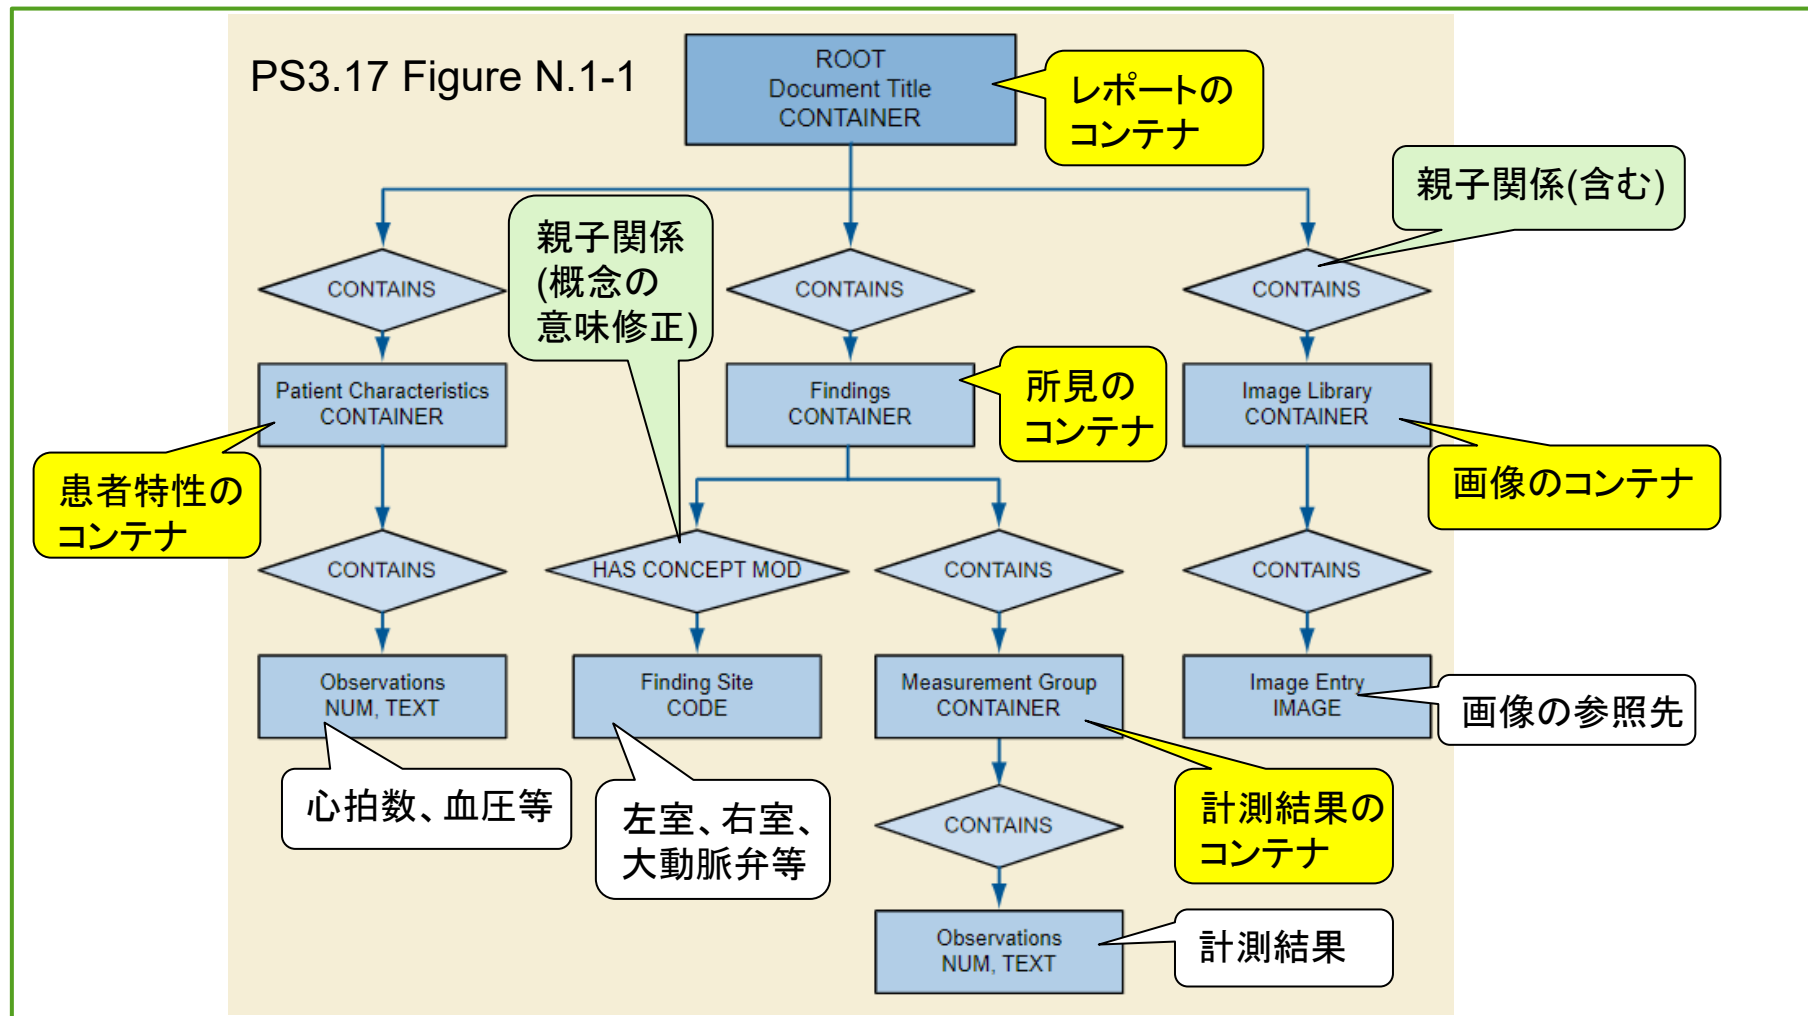 PS3.17 Figure N.1-1
ROOT
Document Title
CONTAINER
レポートの
コンテナ
親子関係(含む)
親子関係
(概念の
意味修正)
CONTAINS
CONTAINS
CONTAINS
Patient Characteristics
CONTAINER
Findings
CONTAINER
所見の
コンテナ
Image Library
CONTAINER
患者特性の
コンテナ
画像のコンテナ
CONTAINS
HAS CONCEPT MOD
CONTAINS
CONTAINS
Observations
NUM, TEXT
Finding Site
CODE
Measurement Group
CONTAINER
Image Entry
IMAGE
画像の参照先
心拍数、血圧等
左室、右室、
大動脈弁等
CONTAINS
計測結果の
コンテナ
Observations
NUM, TEXT
計測結果